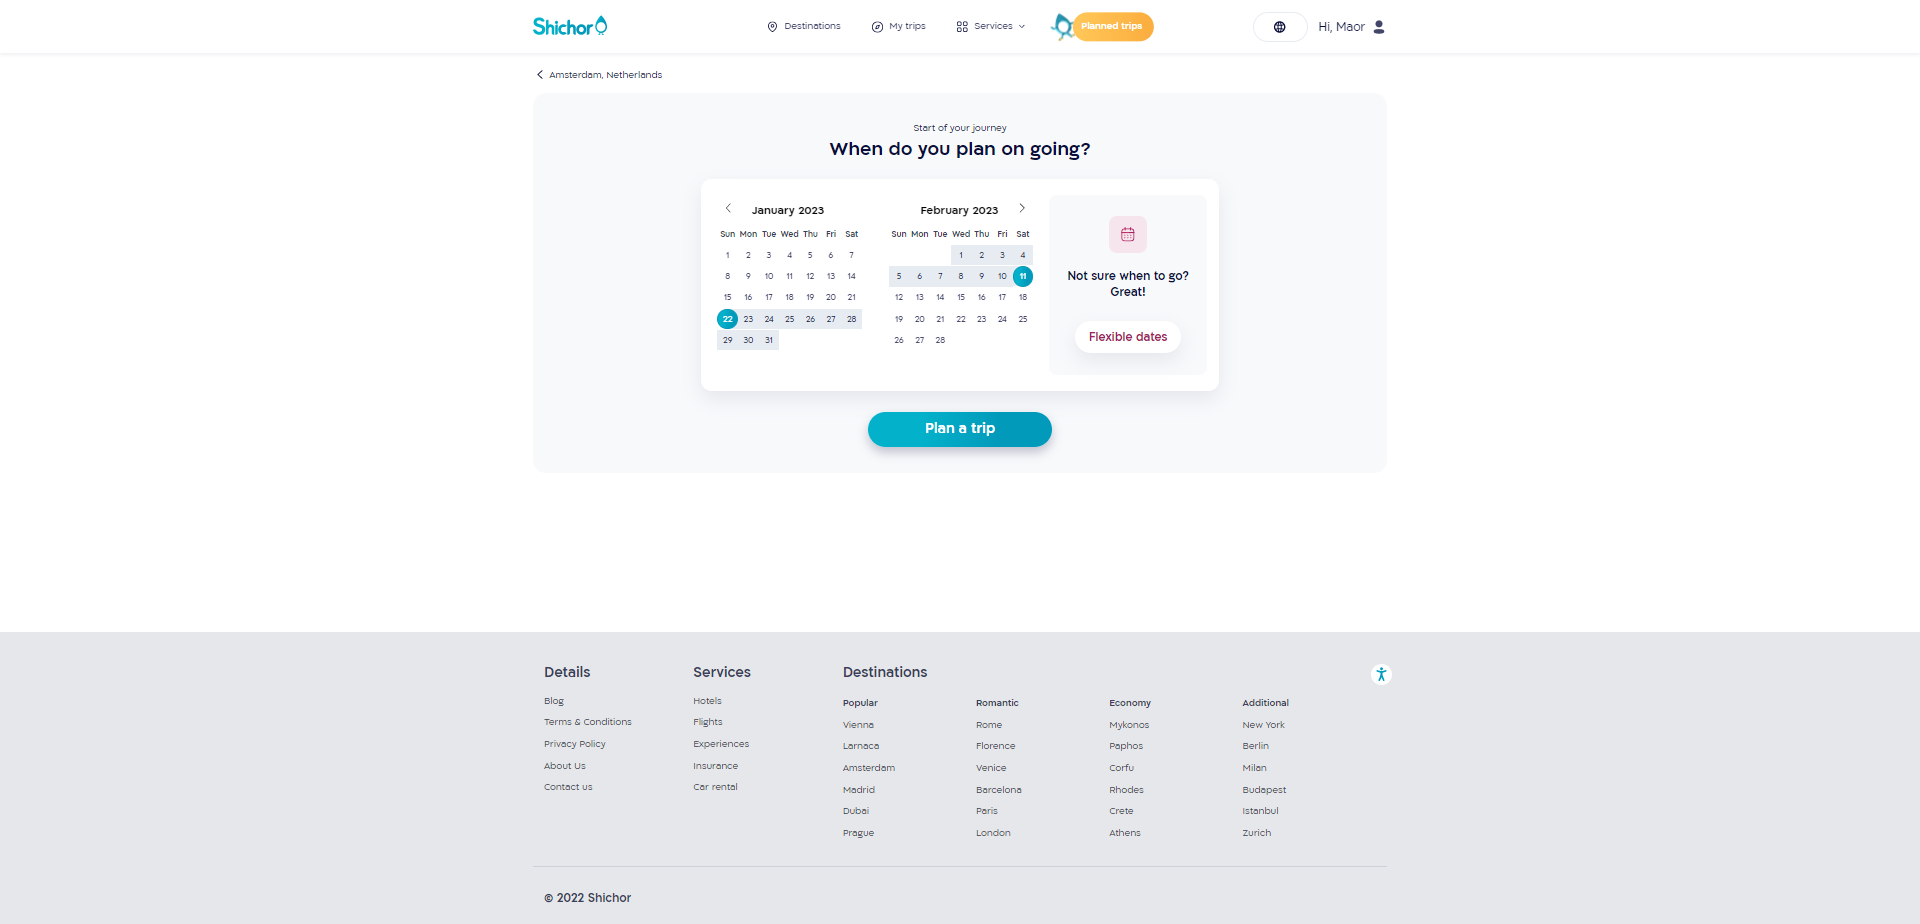 Shichor
Destinations
My trips
Services
Planned trips
Hi, Maor
Amsterdam, Netherlands
Start of your journey
When do you plan on going?
January 2023
Sun Mon Tue Wed Thu Fri Sat
1 2 3 4 5 6 7
8 9 10 11 12 13 14
15 16 17 18 19 20 21
22 23 24 25 26 27 28
29 30 31
February 2023
Sun Mon Tue Wed Thu Fri Sat
1 2 3 4
5 6 7 8 9 10 11
12 13 14 15 16 17 18
19 20 21 22 23 24 25
26 27 28
Not sure when to go?
Great!
Flexible dates
Plan a trip
Details
Blog
Terms & Conditions
Privacy Policy
About Us
Contact us
Services
Hotels
Flights
Experiences
Insurance
Car rental
Destinations
Popular
Vienna
Larnaca
Amsterdam
Madrid
Dubai
Prague
Romantic
Rome
Florence
Venice
Barcelona
Paris
London
Economy
Mykonos
Paphos
Corfu
Rhodes
Crete
Athens
Additional
New York
Berlin
Milan
Budapest
Istanbul
Zurich
© 2022 Shichor